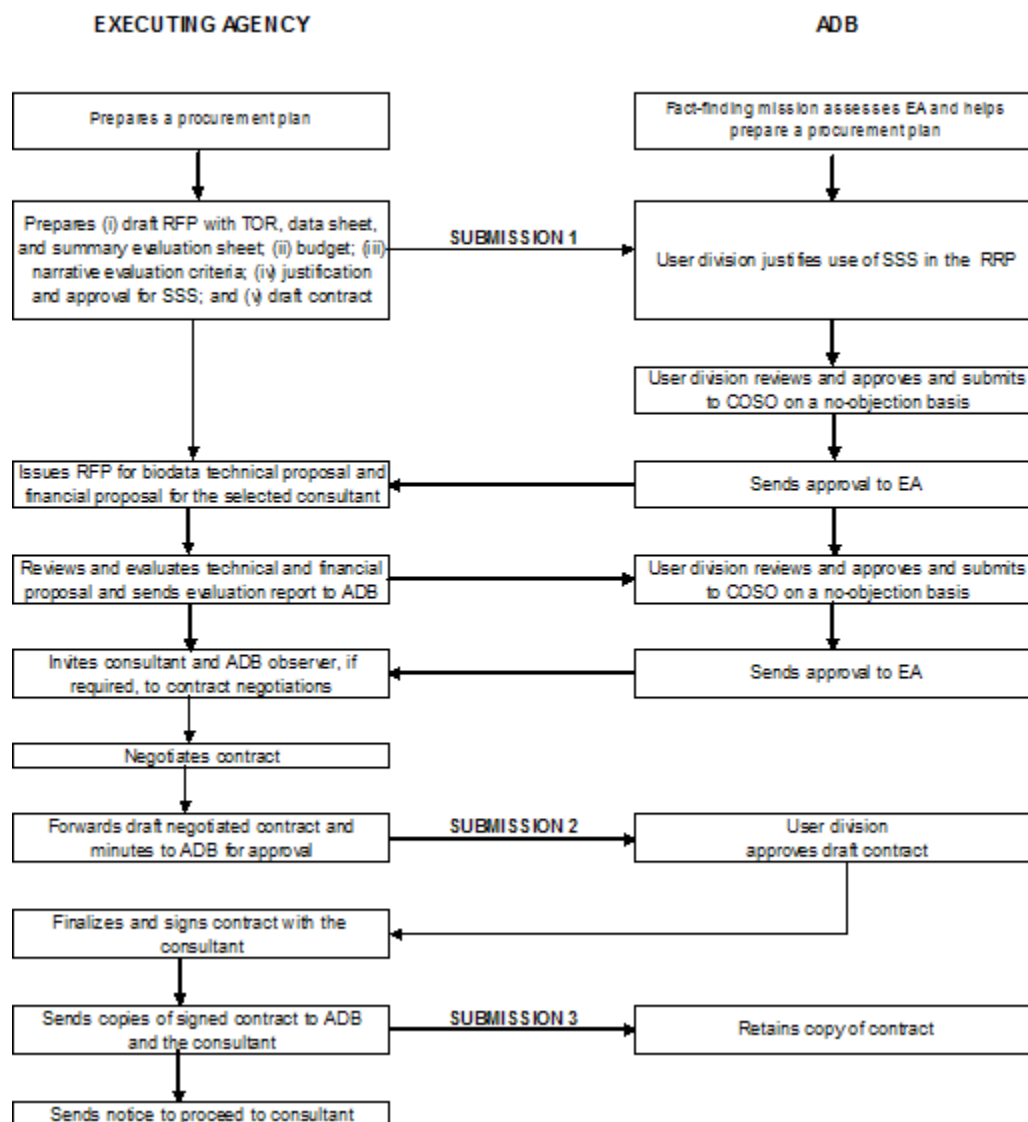 EXECUTING AGENCY
ADB
Prepares a procurement plan
Fact-finding mission assesses EA and helps
prepare a procurement plan
Prepares (i) draft RFP with TOR, data sheet,
and summary evaluation sheet; (ii) budget; (iii)
narrative evaluation criteria; (iv) justification
and approval for SSS; and (v) draft contract
SUBMISSION 1
User division justifies use of SSS in the RRP
User division reviews and approves and submits
to COSO on a no-objection basis
Issues RFP for biodata technical proposal and
financial proposal for the selected consultant
Sends approval to EA
Reviews and evaluates technical and financial
proposal and sends evaluation report to ADB
User division reviews and approves and submits
to COSO on a no-objection basis
Invites consultant and ADB observer, if
required, to contract negotiations
Sends approval to EA
Negotiates contract
Forwards draft negotiated contract and
minutes to ADB for approval
SUBMISSION 2
User division
approves draft contract
Finalizes and signs contract with the
consultant
Sends copies of signed contract to ADB
and the consultant
SUBMISSION 3
Retains copy of contract
Sends notice to proceed to consultant